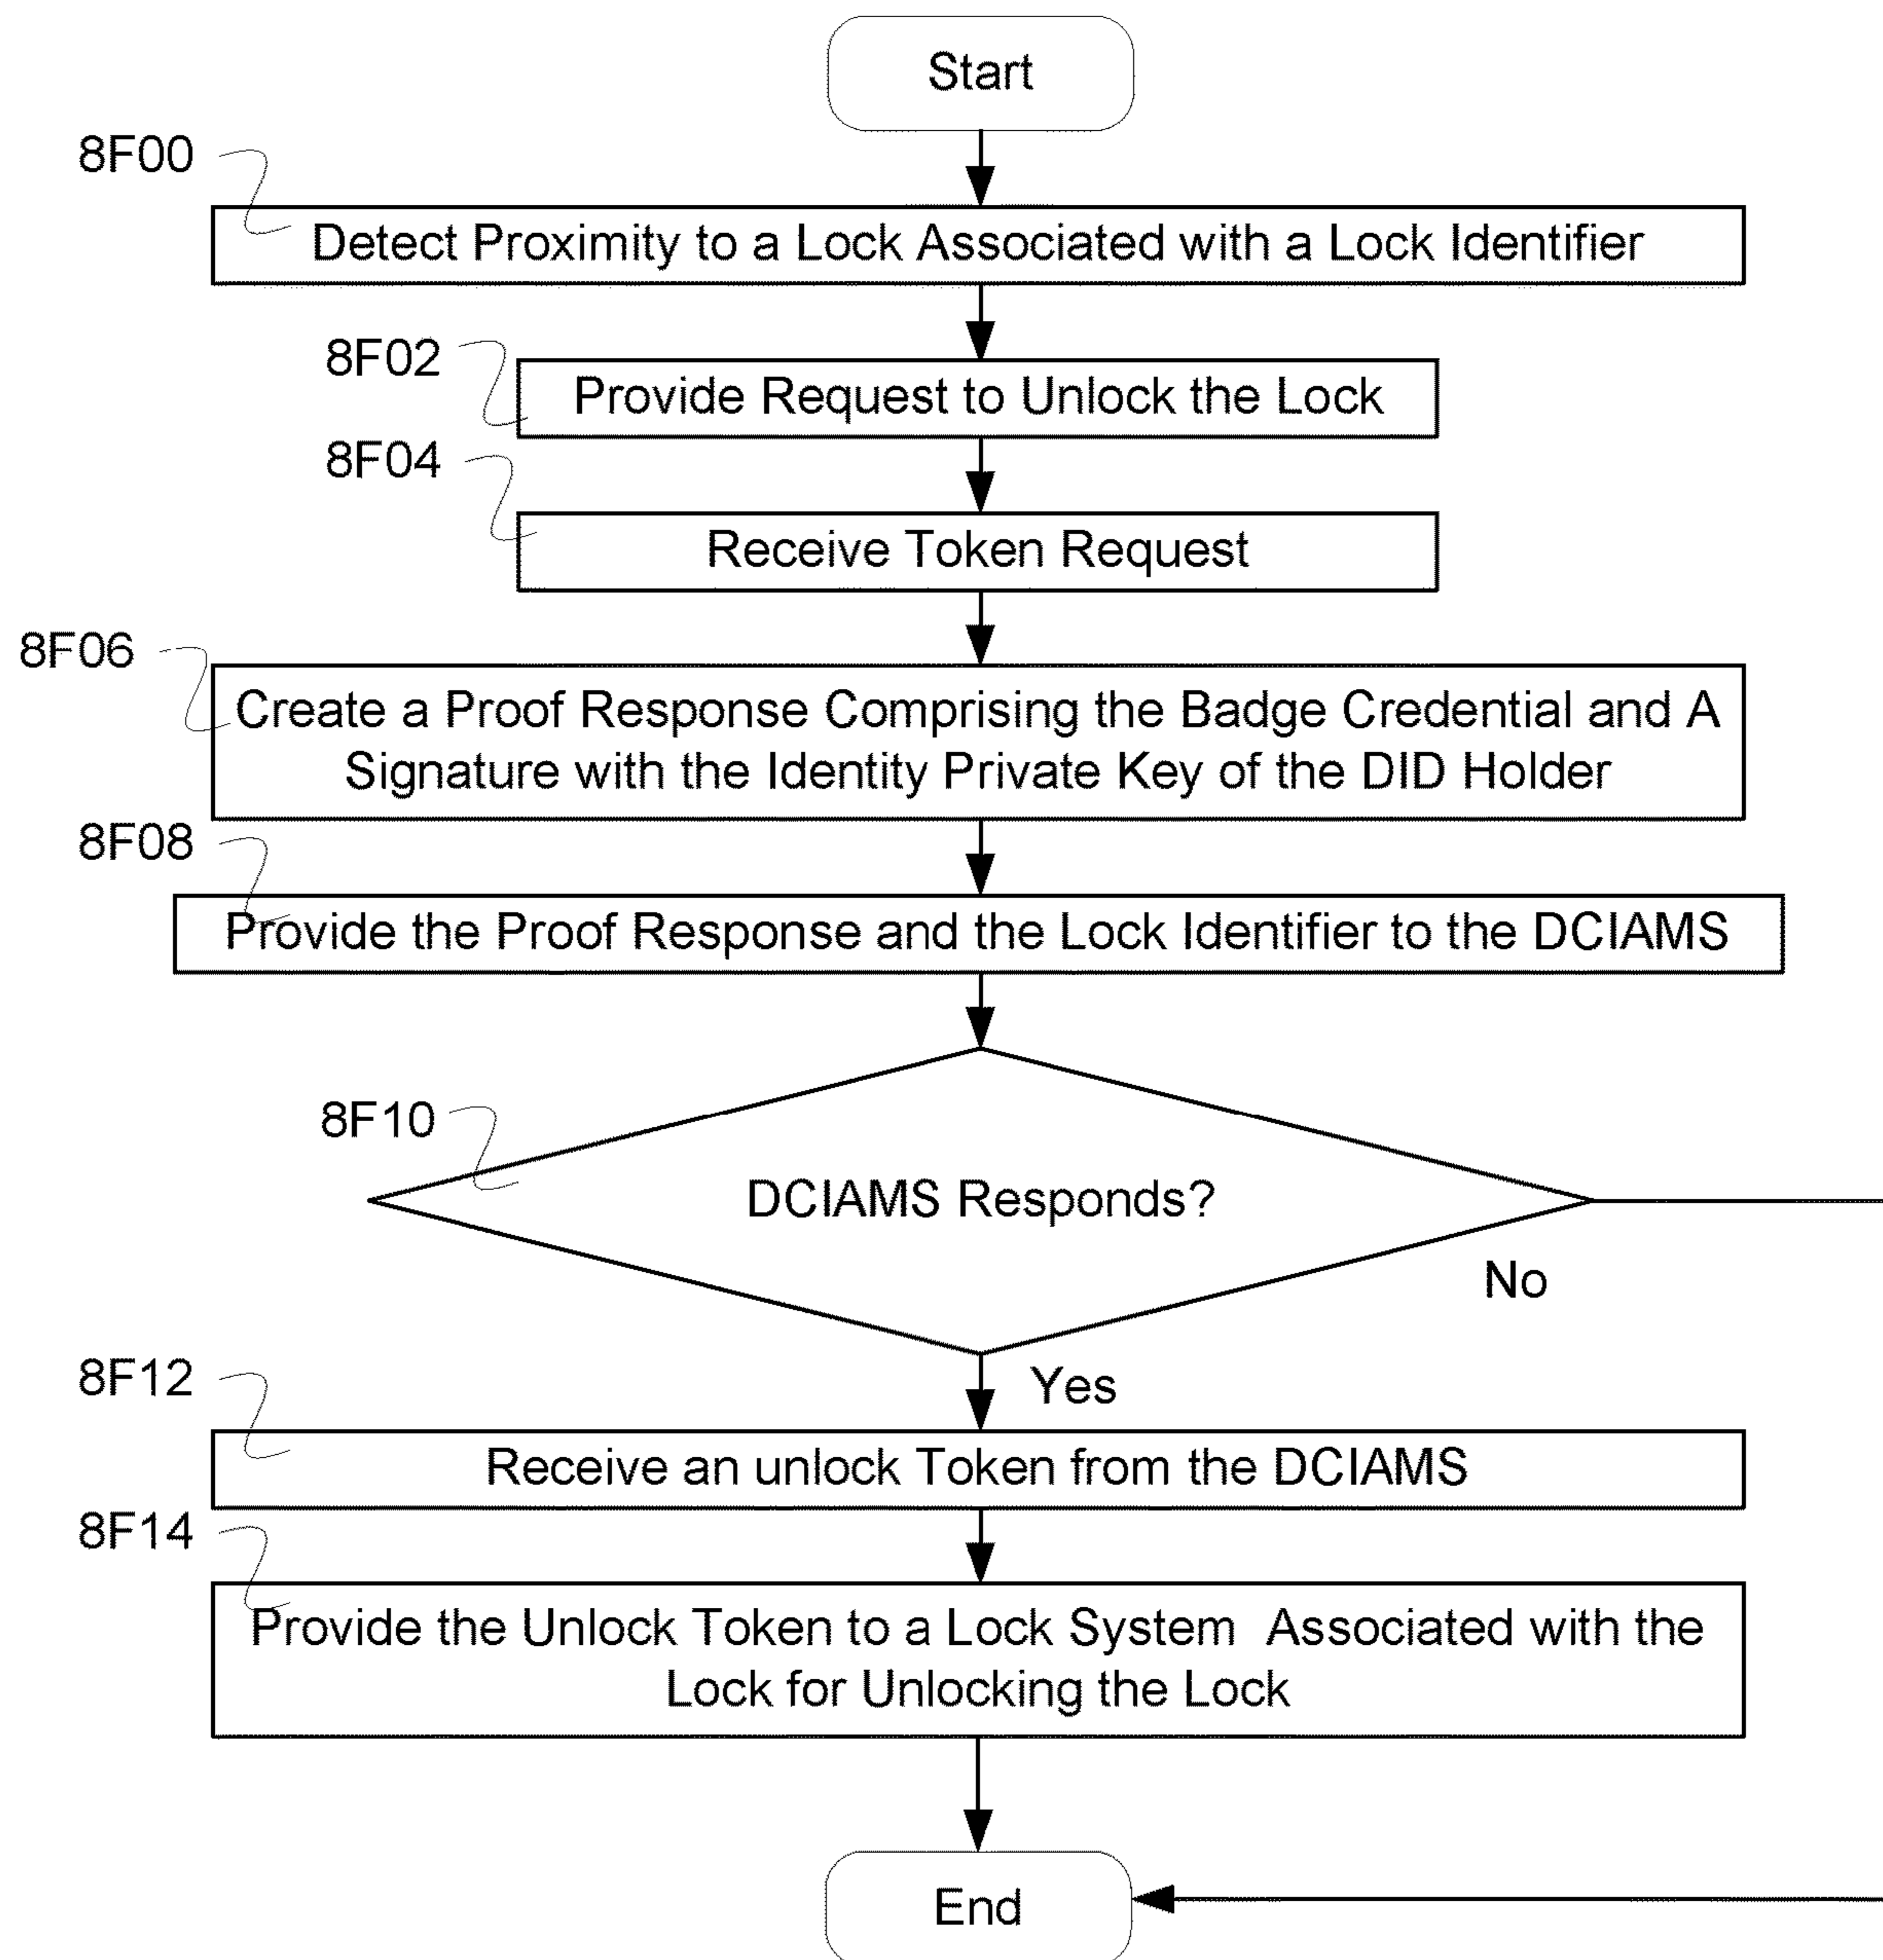 Start
8F00
Detect Proximity to a Lock Associated with a Lock Identifier
8F02
Provide Request to Unlock the Lock
8F04
Receive Token Request
8F06
Create a Proof Response Comprising the Badge Credential and A
Signature with the Identity Private Key of the DID Holder
8F08
Provide the Proof Response and the Lock Identifier to the DCIAMS
8F10
DCIAMS Responds?
No
Yes
8F12
Receive an unlock Token from the DCIAMS
8F14
Provide the Unlock Token to a Lock System Associated with the
Lock for Unlocking the Lock
End